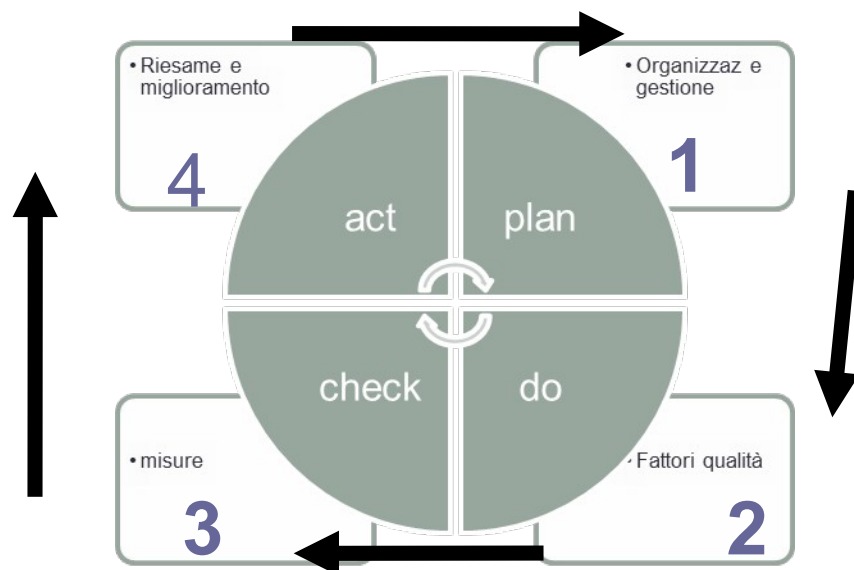 • Riesame e
miglioramento
4
• Organizzaz e
gestione
1
act
plan
check
do
• misure
3
• Fattori qualità
2